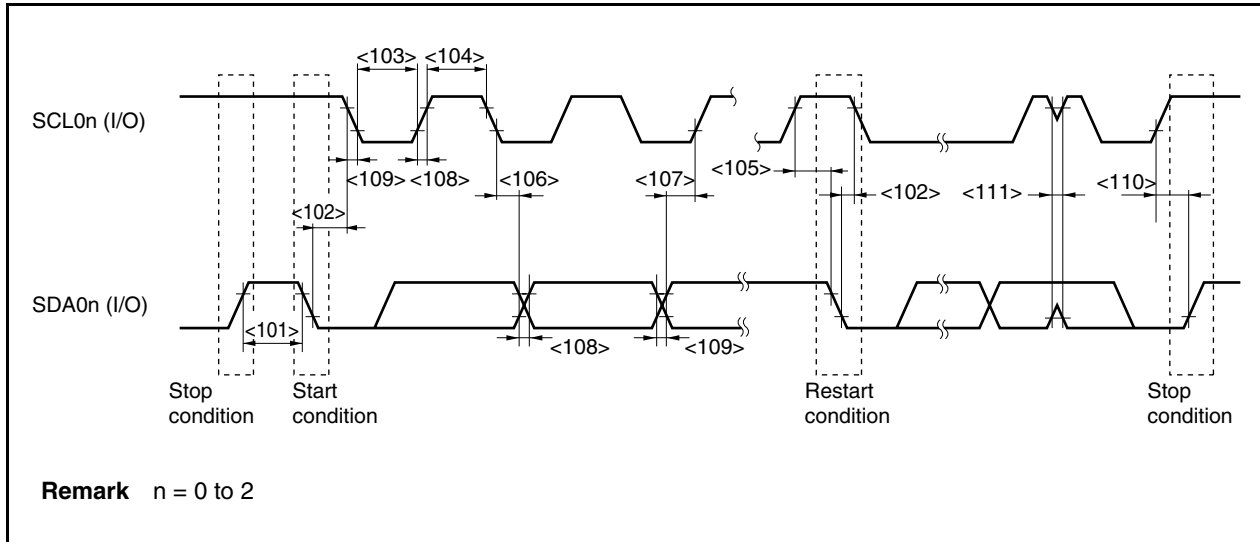 <103> <104>
SCL0n (I/O)
<109> <108> <106> <107> <105> <102> <111> <110>
<102>
SDA0n (I/O)
<101>
<108> <109>
Stop condition
Start condition
Restart condition
Stop condition
Remark n = 0 to 2